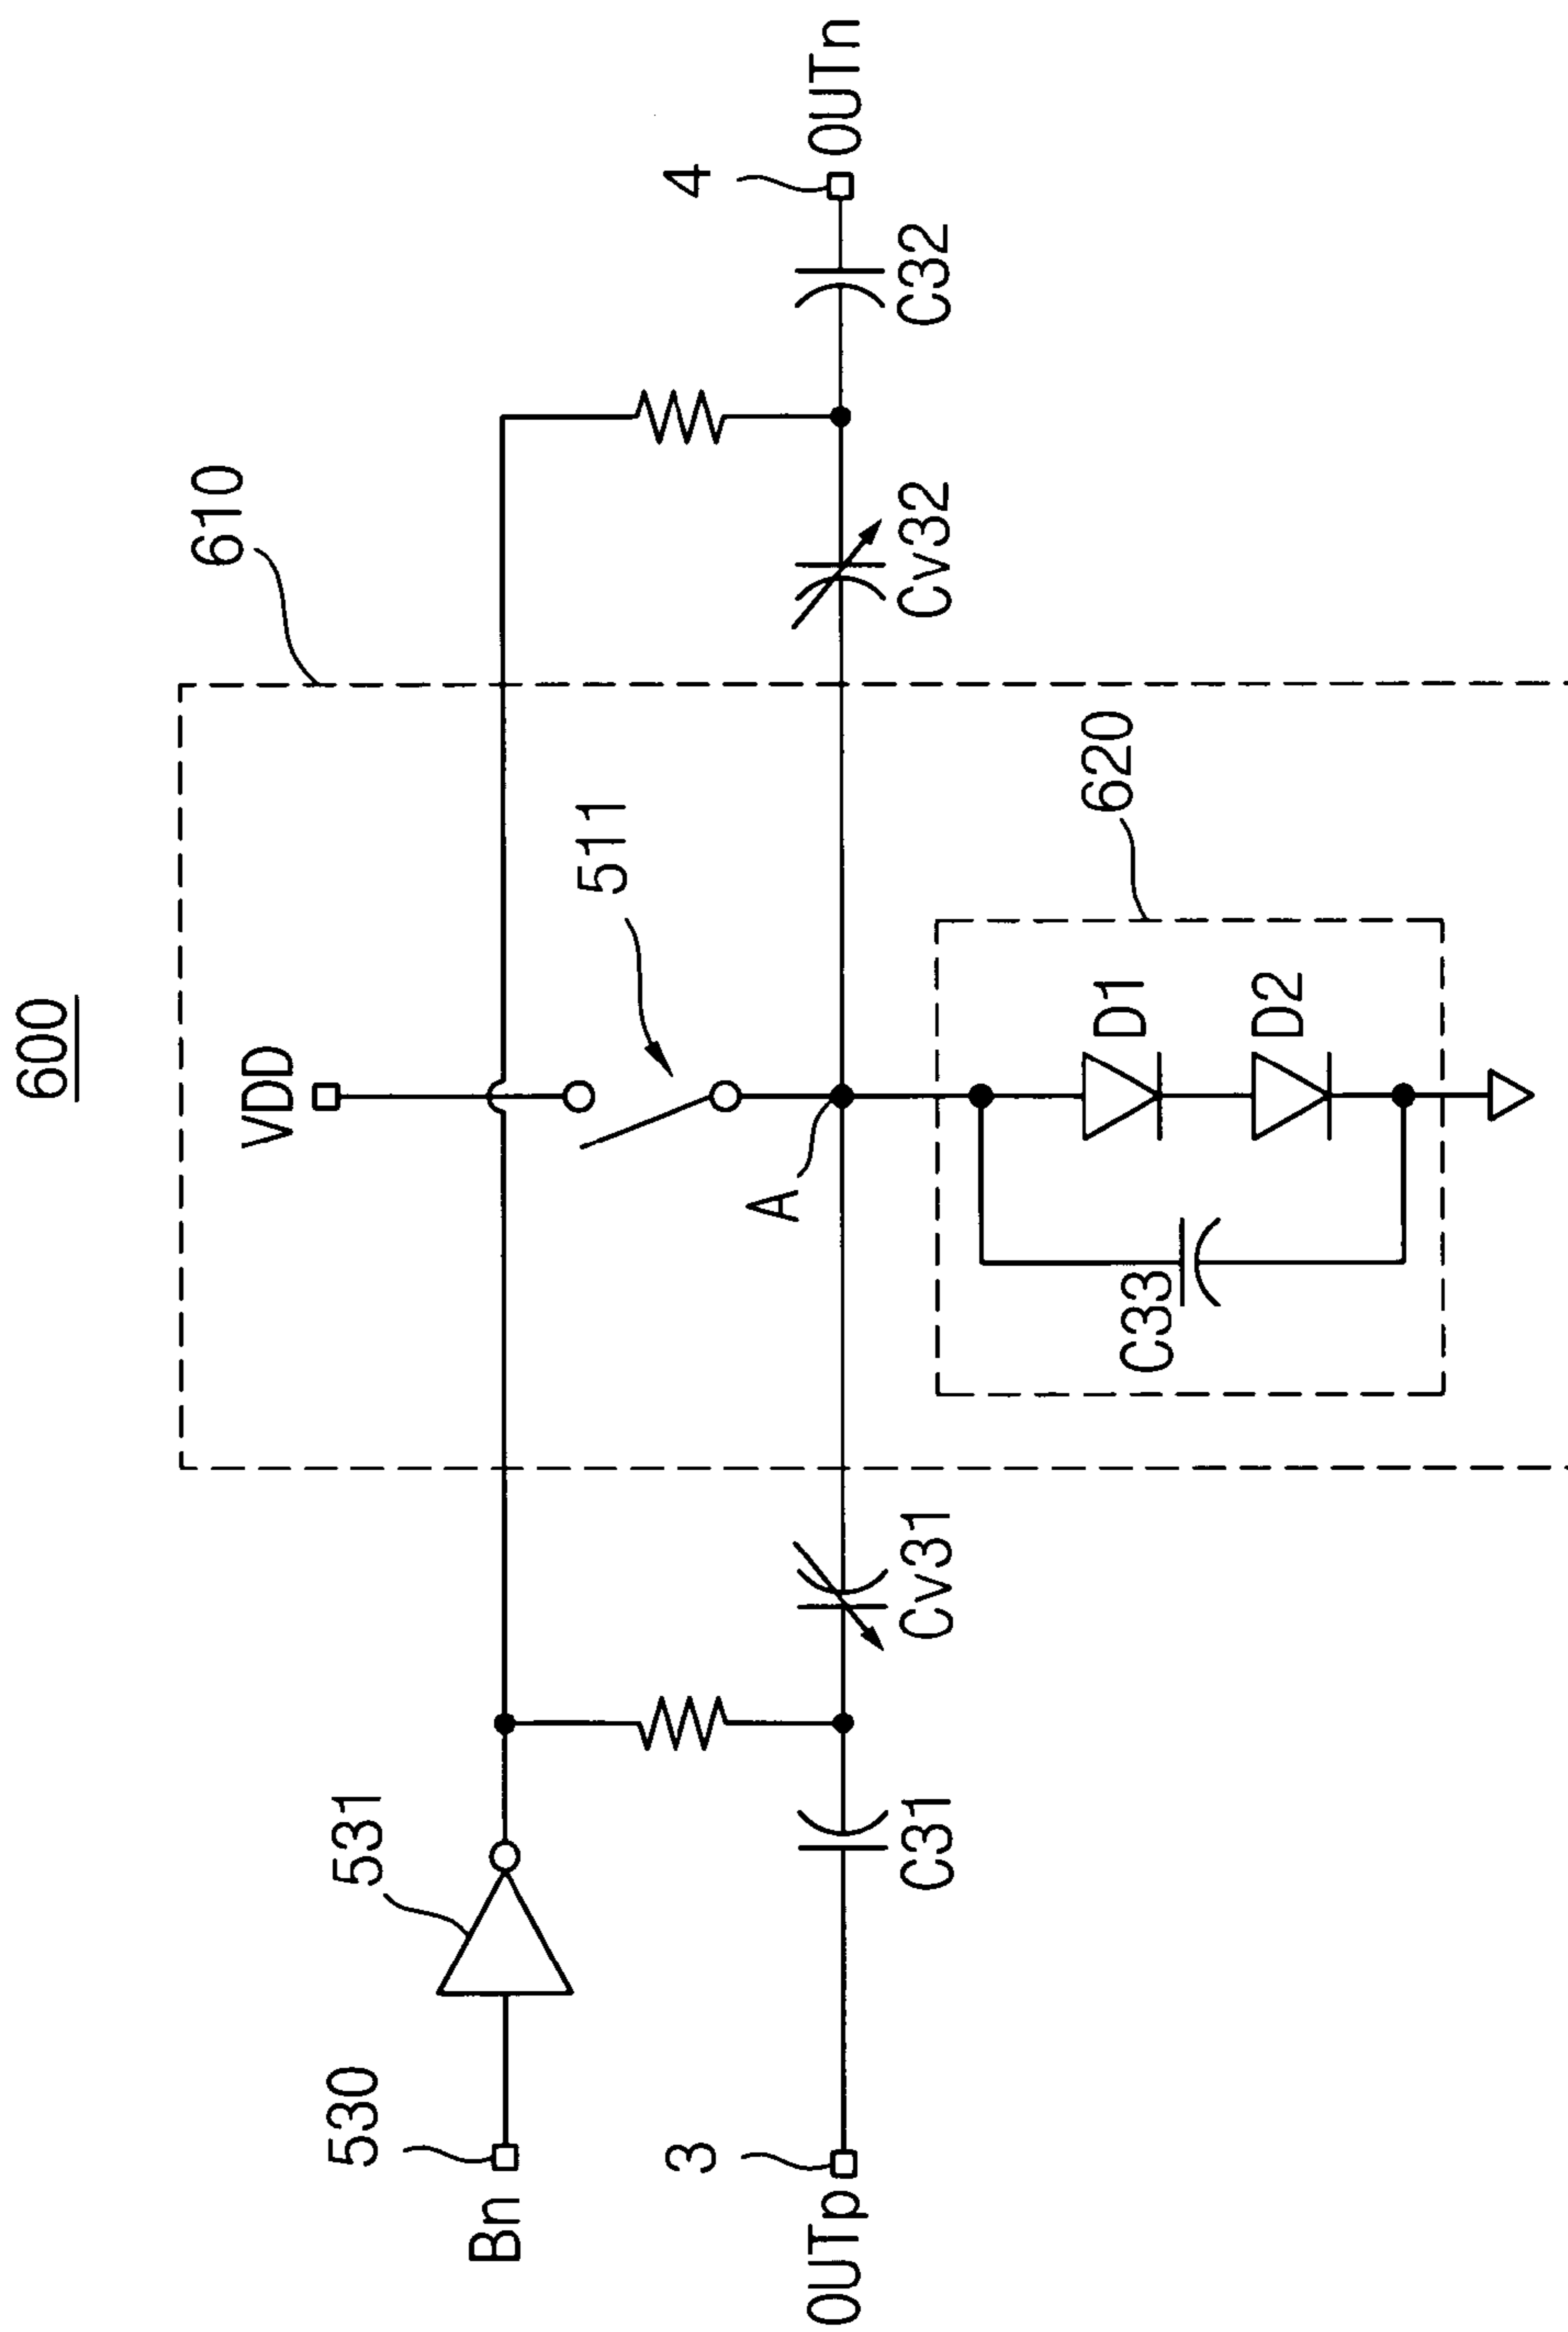 600
610
VDD
511
A
620
D1
D2
C33
531
530
Bn
3
OUTp
C31
Cv31
Cv32
C32
4
OUTn